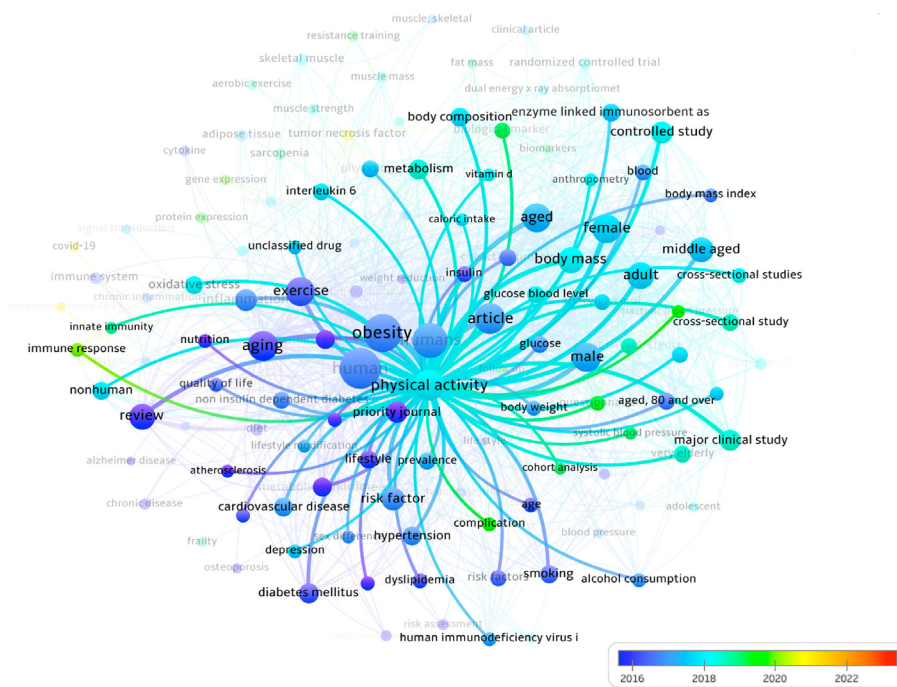 muscle, skeletal
clinical article
resistance training
skeletal muscle
fat mass
randomized controlled trial
muscle mass
aerobic exercise
dual energy x ray absorptiomet
muscle strength
body composition
enzyme linked immunosorbent as
biological marker
controlled study
adipose tissue
tumor necrosis factor
cytokine
sarcopenia
biomarkers
metabolism
vitamin d
blood
gene expression
anthropometry
interleukin 6
body mass index
protein expression
caloric intake
aged
female
signal transduction
covid-19
unclassified drug
middle aged
body mass
immune system
weight reduction
insulin
adult
cross-sectional studies
oxidative stress
exercise
glucose blood level
chronic inflammation
inflammation
innate immunity
obesity
humans
article
cross-sectional study
nutrition
glucose
immune response
aging
male
human
physical activity
nonhuman
quality of life
non insulin dependent diabetes
body weight
aged, 80 and over
review
priority journal
diet
systolic blood pressure
major clinical study
lifestyle modification
life style
very elderly
alzheimer disease
lifestyle
prevalence
atherosclerosis
cohort analysis
chronic disease
cardiovascular disease
risk factor
age
adolescent
complication
frailty
sex difference
hypertension
blood pressure
depression
osteoporosis
dyslipidemia
risk factors
smoking
alcohol consumption
diabetes mellitus
risk assessment
human immunodeficiency virus i
2016
2018
2020
2022